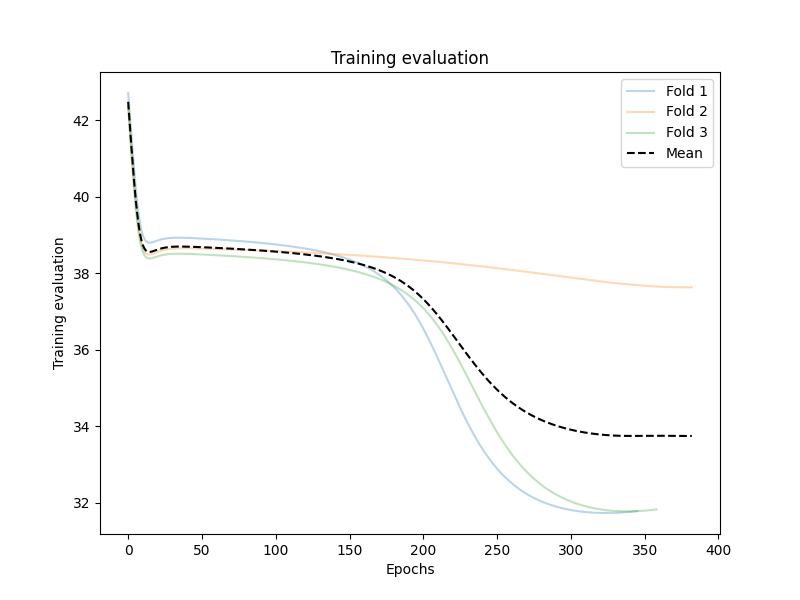 Training evaluation
Fold 1
Fold 2
Fold 3
Mean
Training evaluation
42
40
38
36
34
32
0 50 100 150 200 250 300 350 400
Epochs